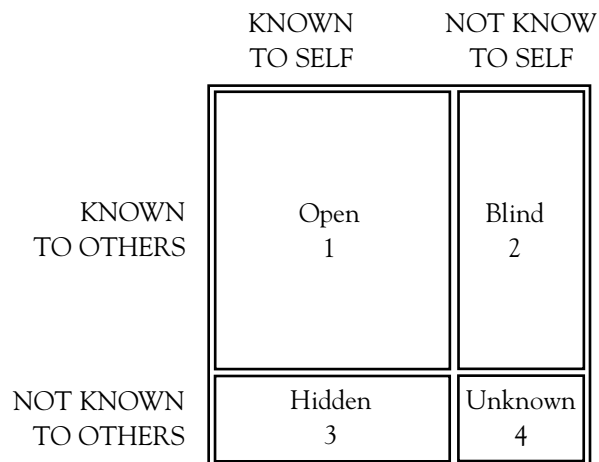 KNOWN
TO SELF
NOT KNOW
TO SELF
KNOWN
TO OTHERS
Open
1
Blind
2
NOT KNOWN
TO OTHERS
Hidden
3
Unknown
4